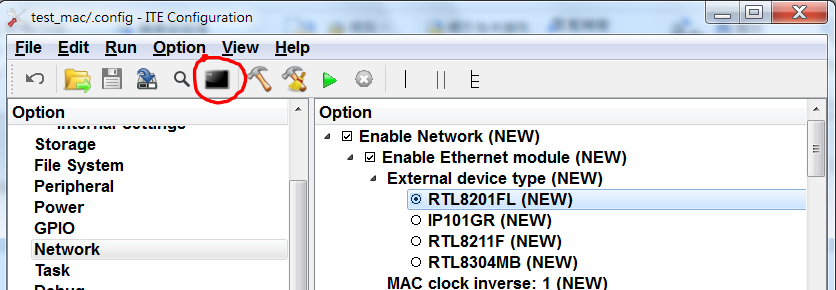 test_mac/.config - ITE Configuration
File Edit Run Option View Help
Option
Internal Settings
Storage
File System
Peripheral
Power
GPIO
Network
Task
Debug
Option
Enable Network (NEW)
Enable Ethernet module (NEW)
External device type (NEW)
RTL8201FL (NEW)
IP101GR (NEW)
RTL8211F (NEW)
RTL8304MB (NEW)
MAC clock inverse: 1 (NEW)